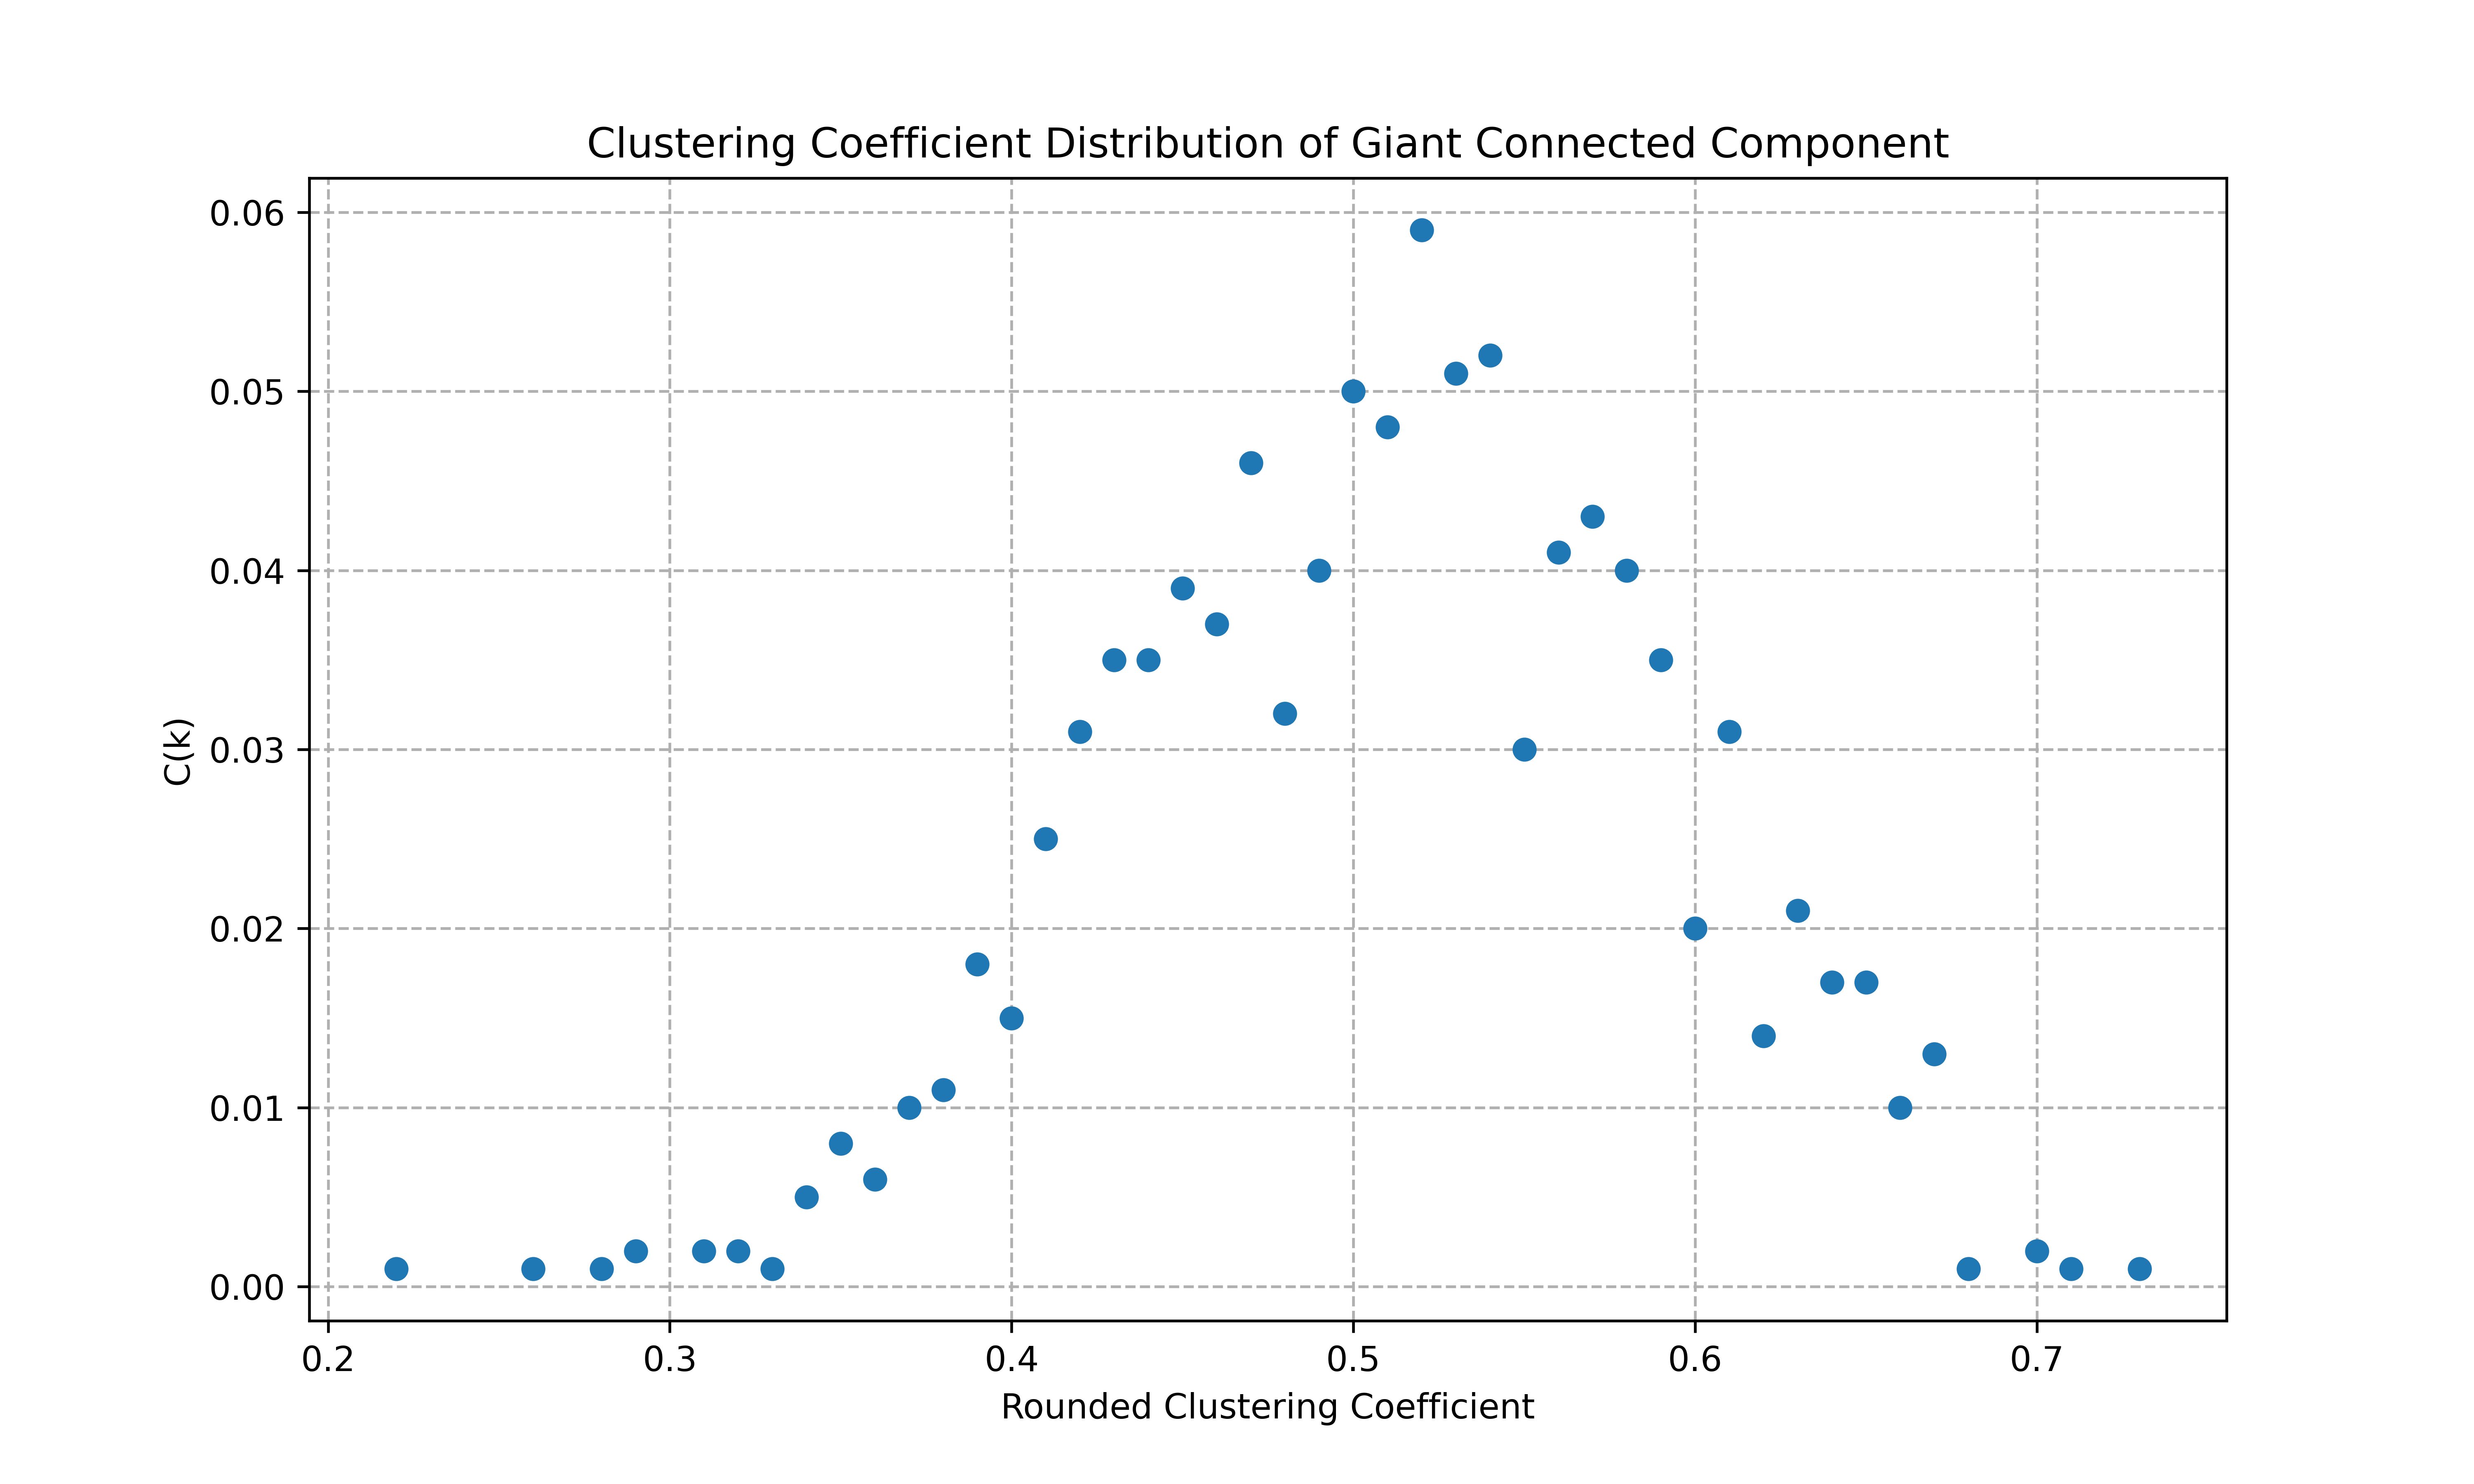 Clustering Coefficient Distribution of Giant Connected Component
0.06
0.05
0.04
0.03
0.02
0.01
0.00
C(k)
0.2 0.3 0.4 0.5 0.6 0.7
Rounded Clustering Coefficient